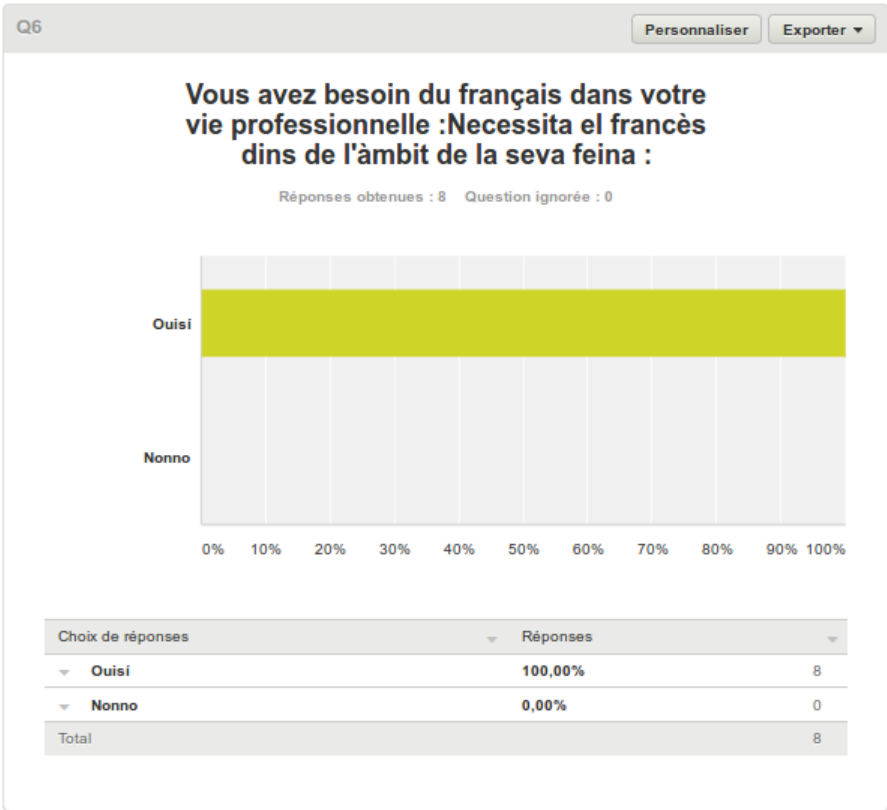 Q6
Personnaliser
Exporter
Vous avez besoin du français dans votre
vie professionnelle :Necessita el francès
dins de l'àmbit de la seva feina :
Réponses obtenues : 8 Question ignorée : 0
Ouisí
Nonno
0% 10% 20% 30% 40% 50% 60% 70% 80% 90% 100%
Choix de réponses Réponses
Ouisí 100,00% 8
Nonno 0,00% 0
Total 8